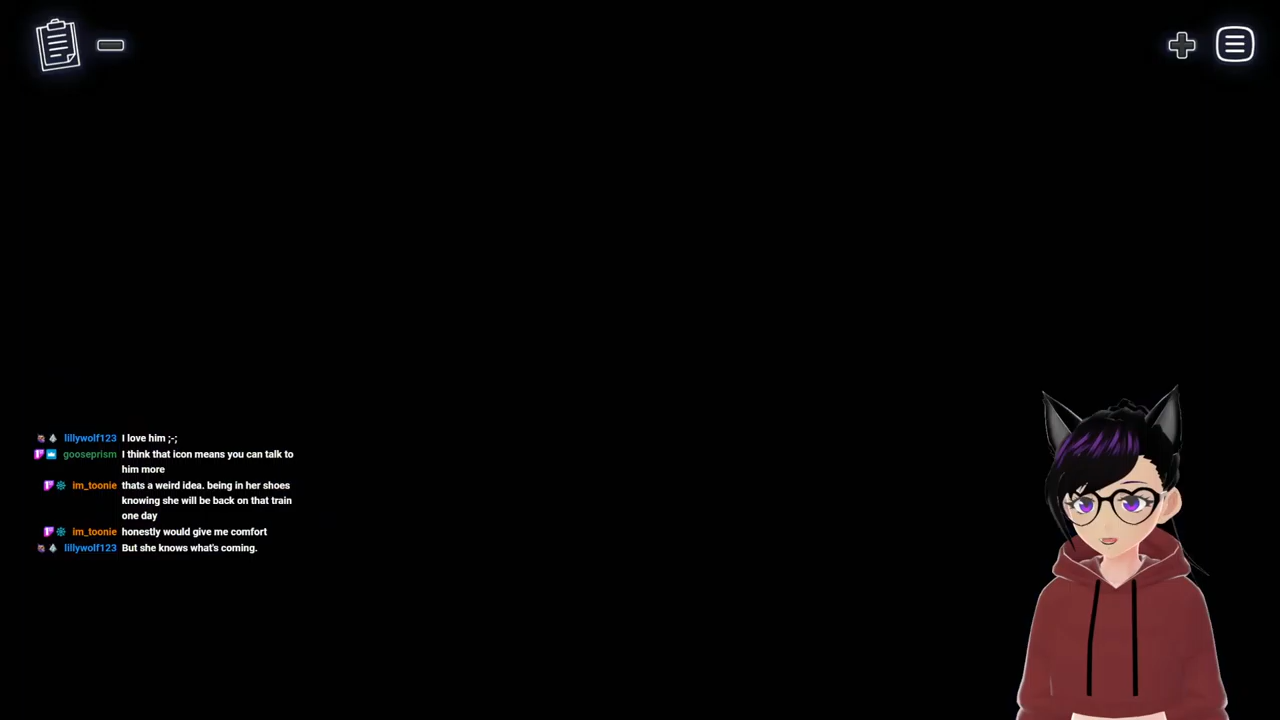 lillywolf123 I love him ;-;
gooseprism I think that icon means you can talk to
him more
im_toonie thats a weird idea. being in her shoes
knowing she will be back on that train
one day
im_toonie honestly would give me comfort
lillywolf123 But she knows what's coming.